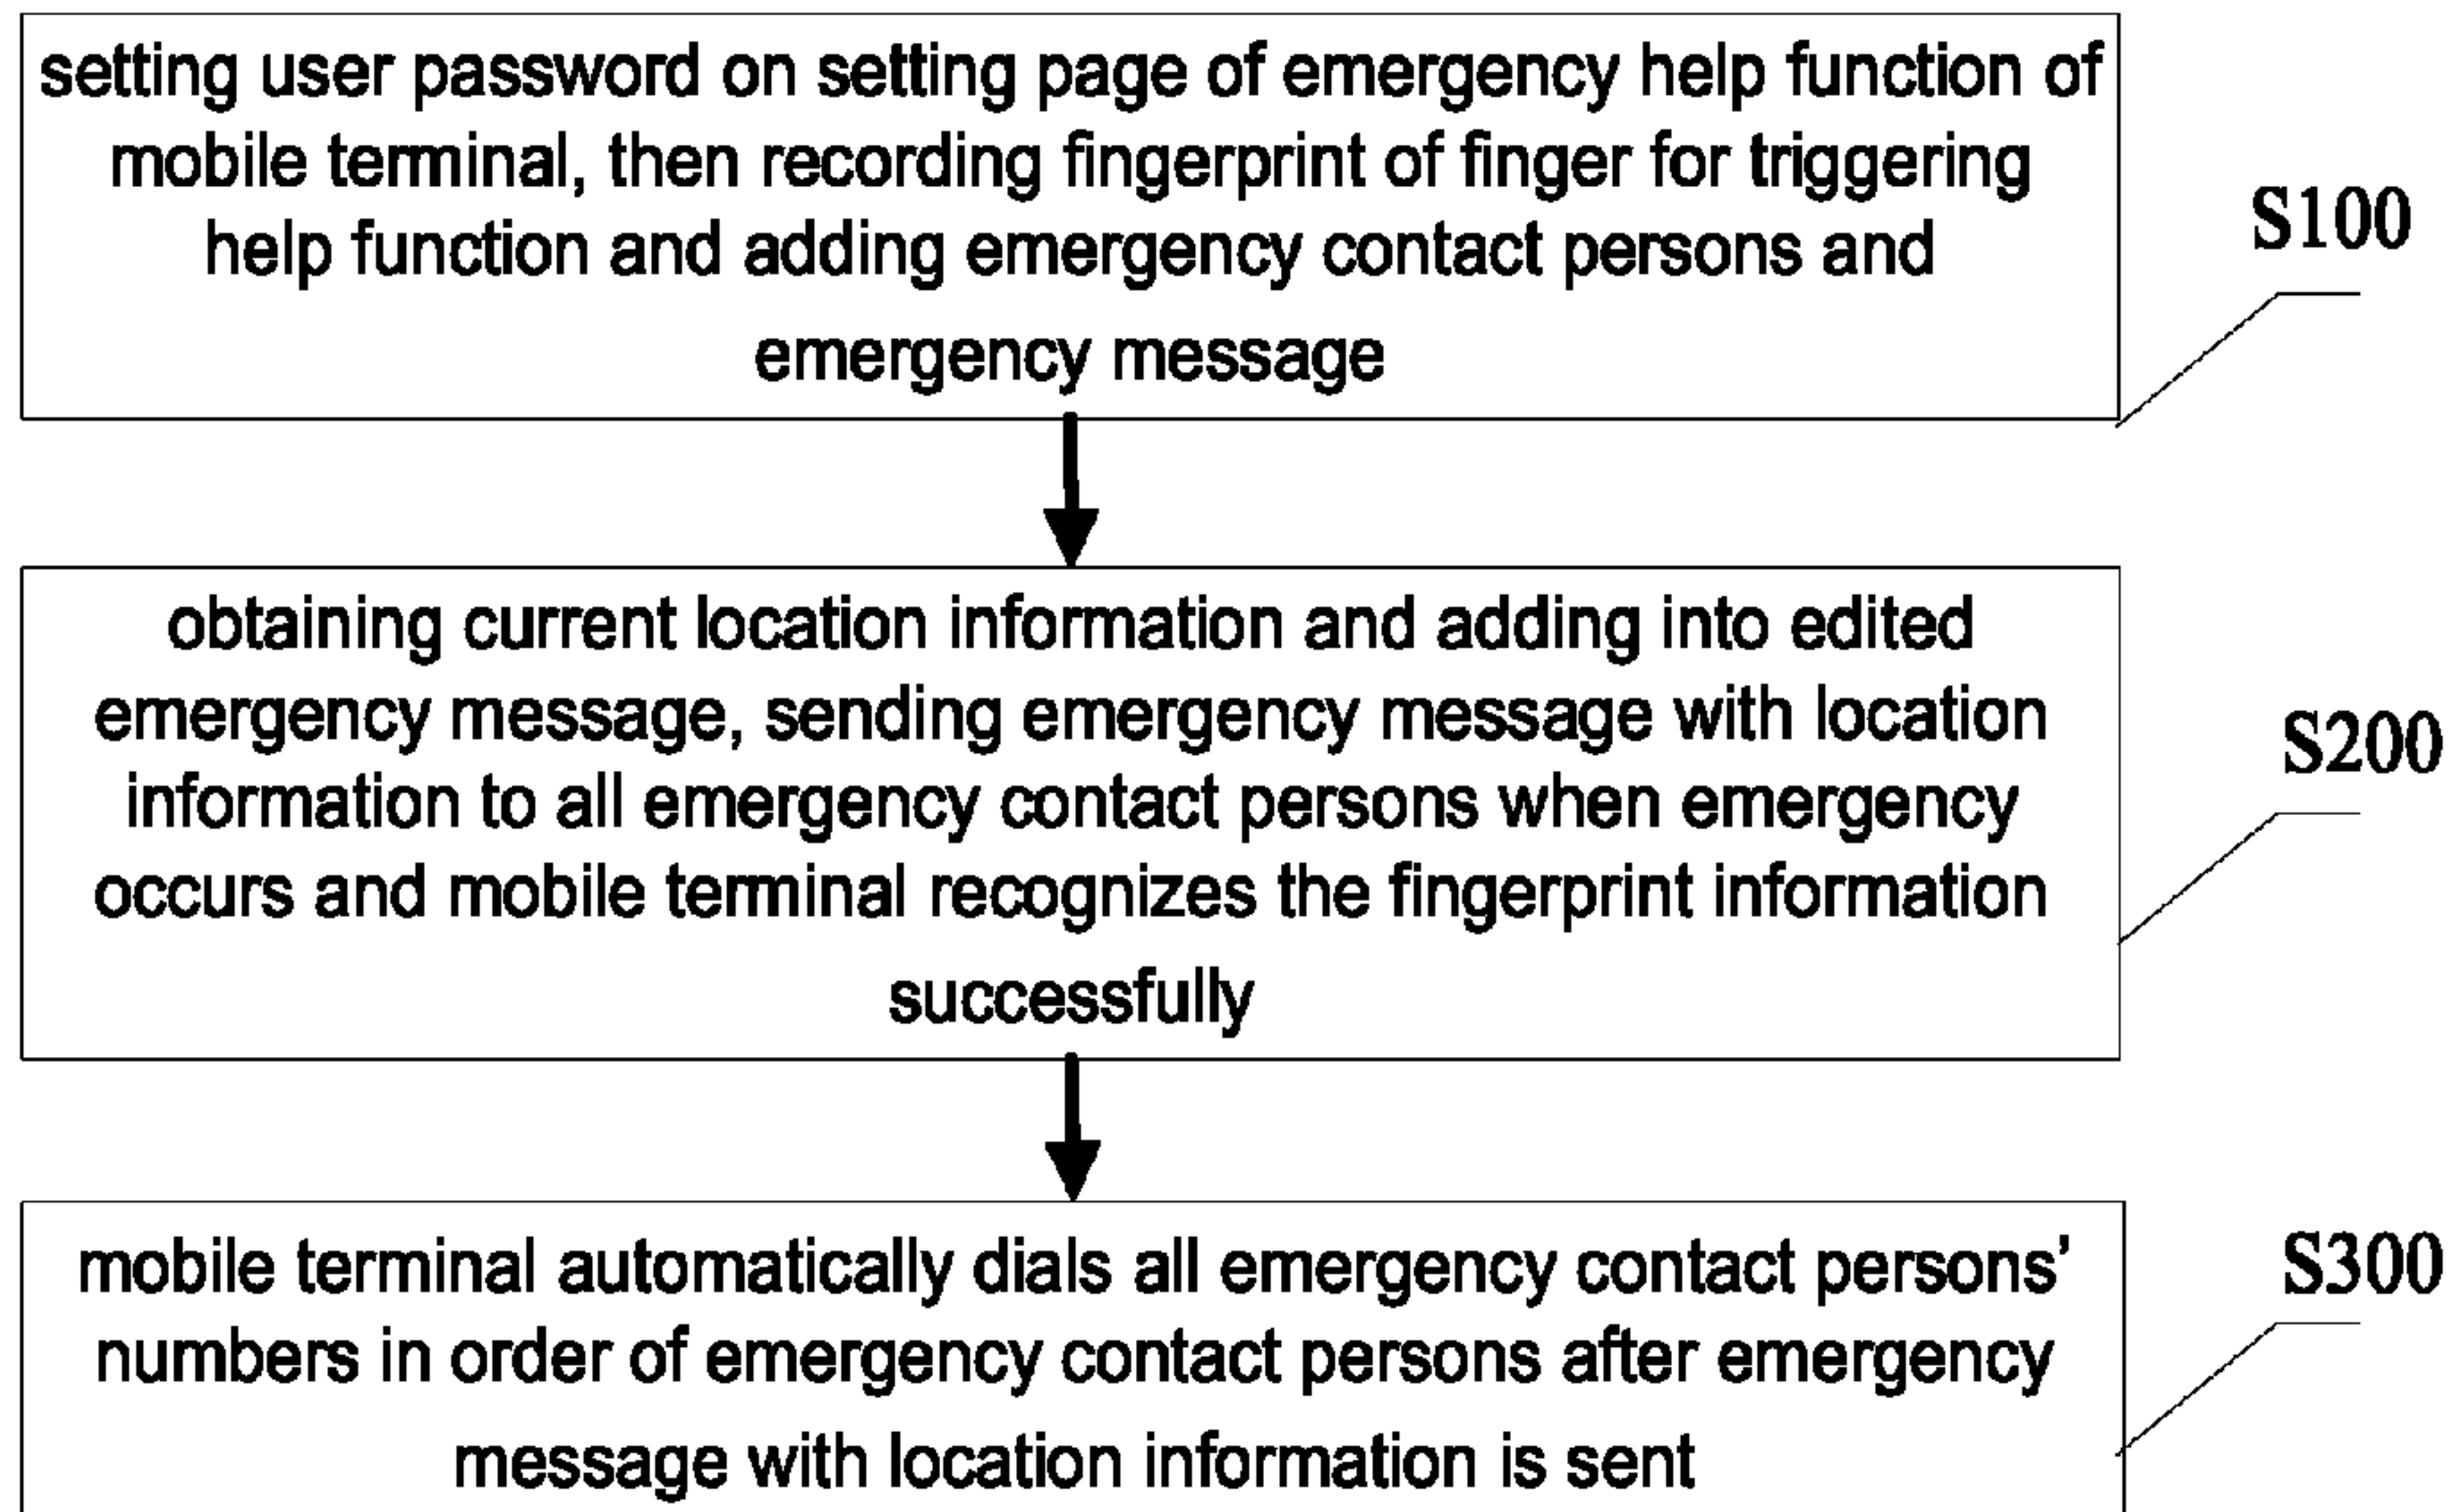 setting user password on setting page of emergency help function of
mobile terminal, then recording fingerprint of finger for triggering
help function and adding emergency contact persons and
emergency message
S100
obtaining current location information and adding into edited
emergency message, sending emergency message with location
information to all emergency contact persons when emergency
occurs and mobile terminal recognizes the fingerprint information
successfully
S200
mobile terminal automatically dials all emergency contact persons’
numbers in order of emergency contact persons after emergency
message with location information is sent
S300